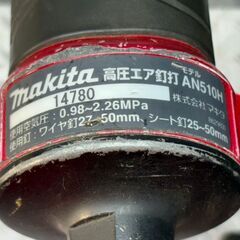 makita 高圧エア釘打 モデル AN510H
14780 株式会社マキタ
使用空気圧：0.98~2.26MPa
使用釘：ワイヤ釘27~50mm, シート釘25~50mm